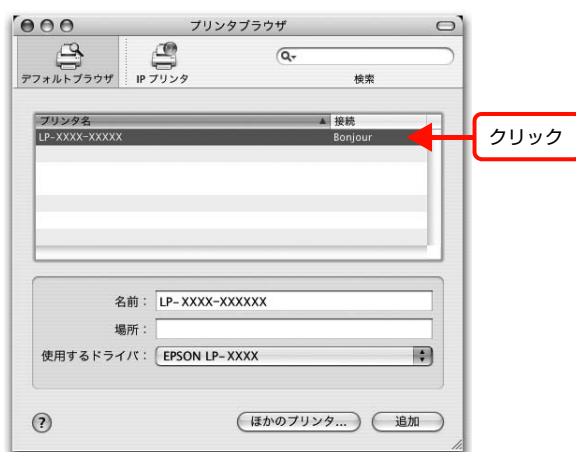 プリンタブラウザ
デフォルトブラウザ
IP プリンタ
検索
プリンタ名
接続
LP-XXXX-XXXXX
Bonjour
クリック
名前：
LP-XXXX-XXXXXX
場所：
使用するドライバ：
EPSON LP-XXXX
?
ほかのプリンタ...
追加